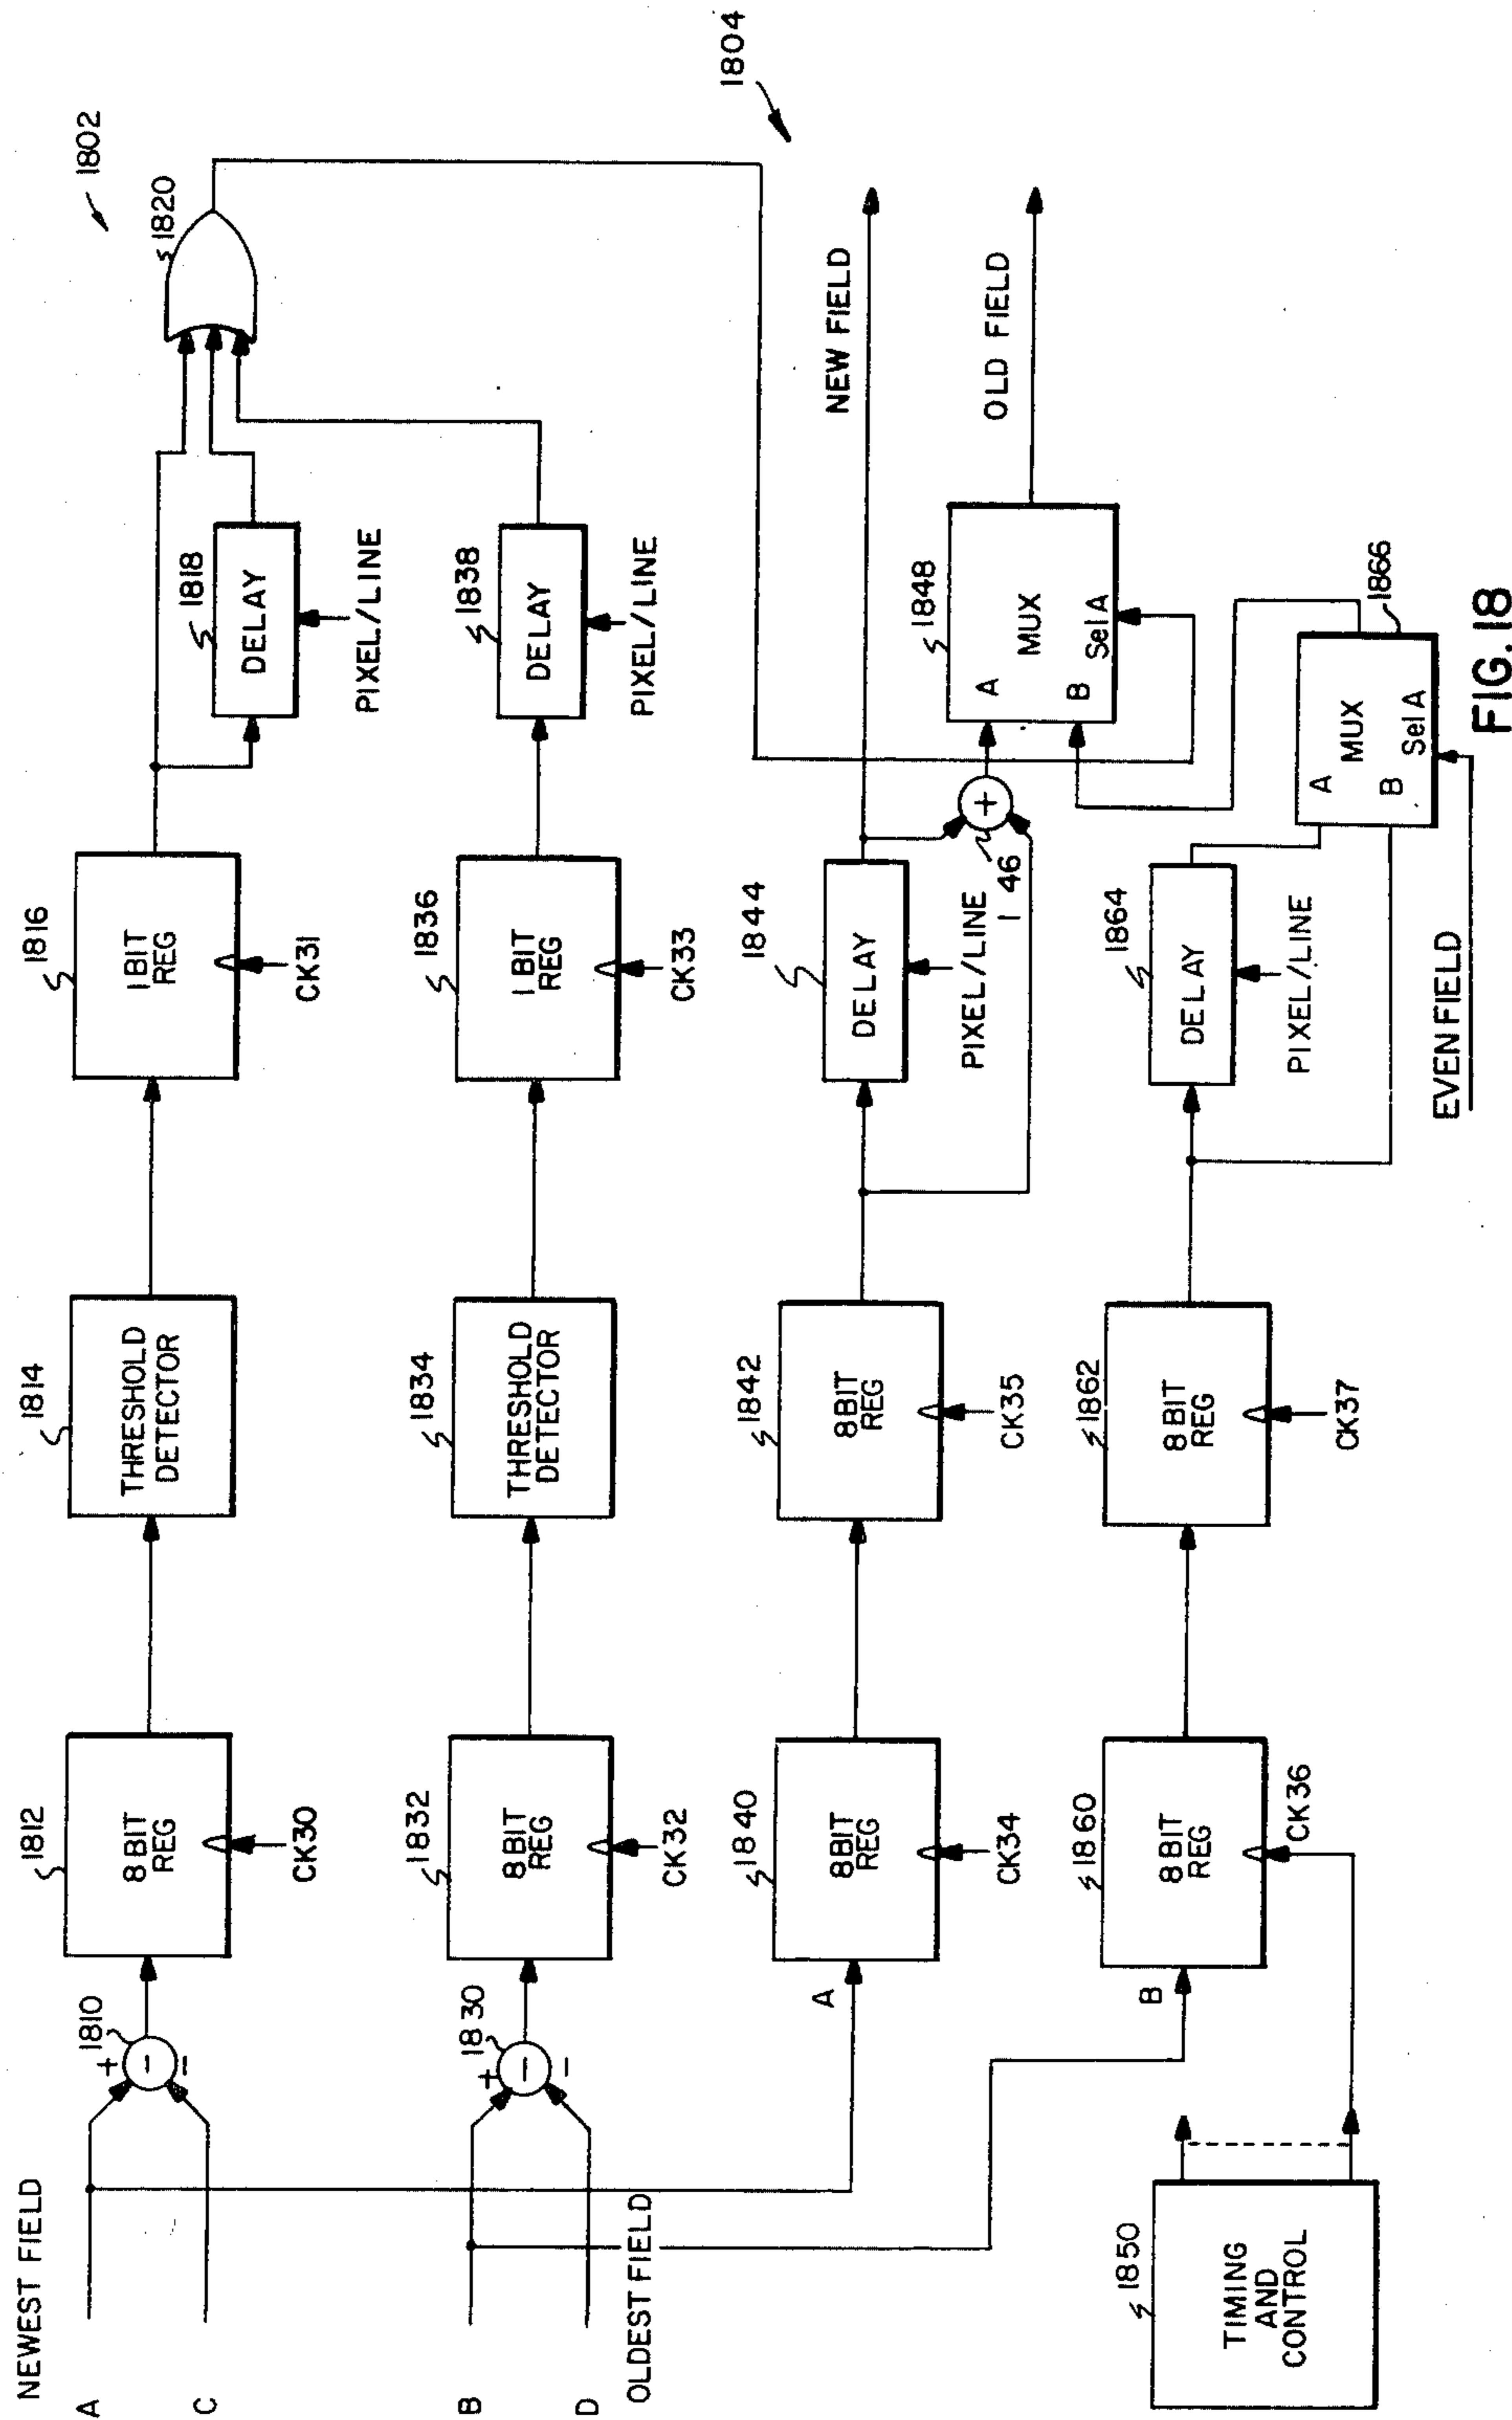 NEWEST FIELD
A
C
1810
+
−
−
1812
8 BIT
REG
CK30
1814
THRESHOLD
DETECTOR
1816
1 BIT
REG
CK31
1818
DELAY
PIXEL/LINE
1820
1802
B
D
OLDEST FIELD
1830
+
−
−
1832
8 BIT
REG
CK32
1834
THRESHOLD
DETECTOR
1836
1 BIT
REG
CK33
1838
DELAY
PIXEL/LINE
1804
A
1840
8 BIT
REG
CK34
1842
8 BIT
REG
CK35
1844
DELAY
PIXEL/LINE
+
1 46
NEW FIELD
1848
A
B
MUX
Sel A
OLD FIELD
1850
TIMING
AND
CONTROL
B
1860
8 BIT
REG
CK36
1862
8 BIT
REG
CK37
1864
DELAY
PIXEL/LINE
A
B
MUX
Sel A
1866
EVEN FIELD
FIG. 18